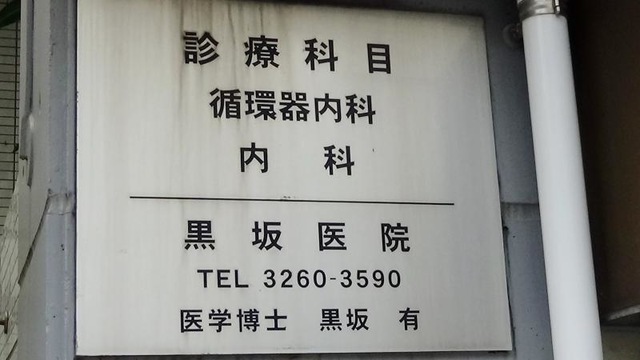 診療科目
循環器内科
内科
黒坂医院
TEL 3260-3590
医学博士 黒坂 有